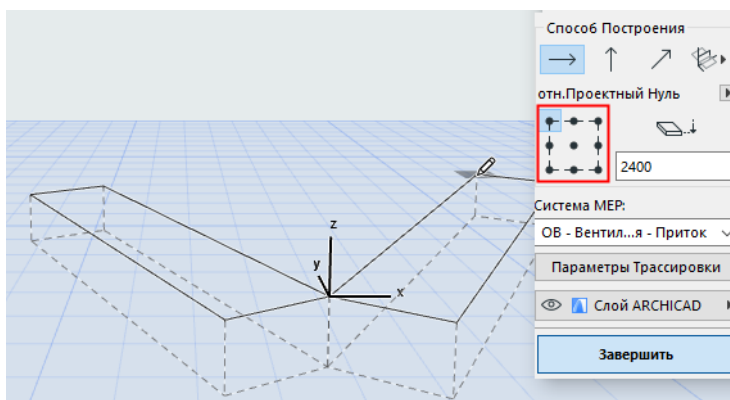 Способ Построения
отн.Проектный Нуль
2400
Система МЕР:
ОВ - Вентил...я - Приток
Параметры Трассировки
Слой ARCHICAD
Завершить
z
y
x